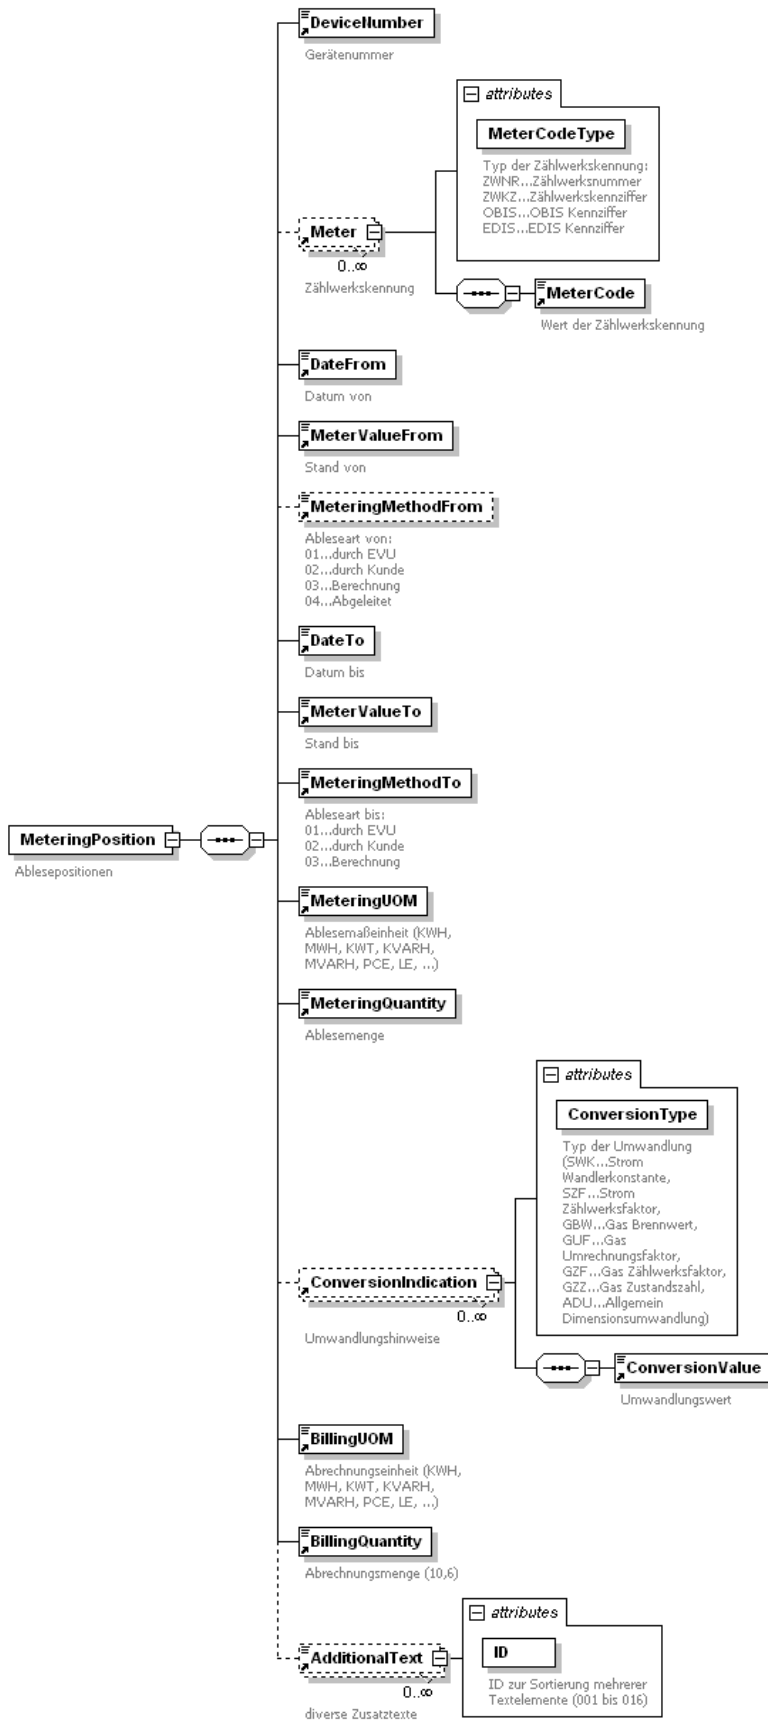 DeviceNumber
Gerätenummer
attributes
MeterCodeType
Typ der Zählwerkskennung:
ZWNR...Zählwerksnummer
ZWKZ...Zählwerkskennziffer
OBIS...OBIS Kennziffer
EDIS...EDIS Kennziffer
Meter
0..∞
Zählwerkskennung
MeterCode
Wert der Zählwerkskennung
DateFrom
Datum von
MeterValueFrom
Stand von
MeteringMethodFrom
Ableseart von:
01...durch EVU
02...durch Kunde
03...Berechnung
04...Abgeleitet
DateTo
Datum bis
MeterValueTo
Stand bis
MeteringMethodTo
Ableseart bis:
01...durch EVU
02...durch Kunde
03...Berechnung
MeteringPosition
Ablesepositionen
MeteringUOM
Ablesemaßeinheit (KWH,
MWH, KWT, KVARH,
MVARH, PCE, LE, ...)
MeteringQuantity
Ablesemenge
attributes
ConversionType
Typ der Umwandlung
(SWK...Strom
Wandlerkonstante,
SZF...Strom
Zählwerksfaktor,
GBW...Gas Brennwert,
GUF...Gas
Umrechnungsfaktor,
GZF...Gas Zählwerksfaktor,
GZZ...Gas Zustandszahl,
ADU...Allgemein
Dimensionsumwandlung)
ConversionIndication
0..∞
Umwandlungshinweise
ConversionValue
Umwandlungswert
BillingUOM
Abrechnungseinheit (KWH,
MWH, KWT, KVARH,
MVARH, PCE, LE, ...)
BillingQuantity
Abrechnungsmenge (10,6)
attributes
ID
ID zur Sortierung mehrerer
Textelemente (001 bis 016)
AdditionalText
0..∞
diverse Zusatztexte